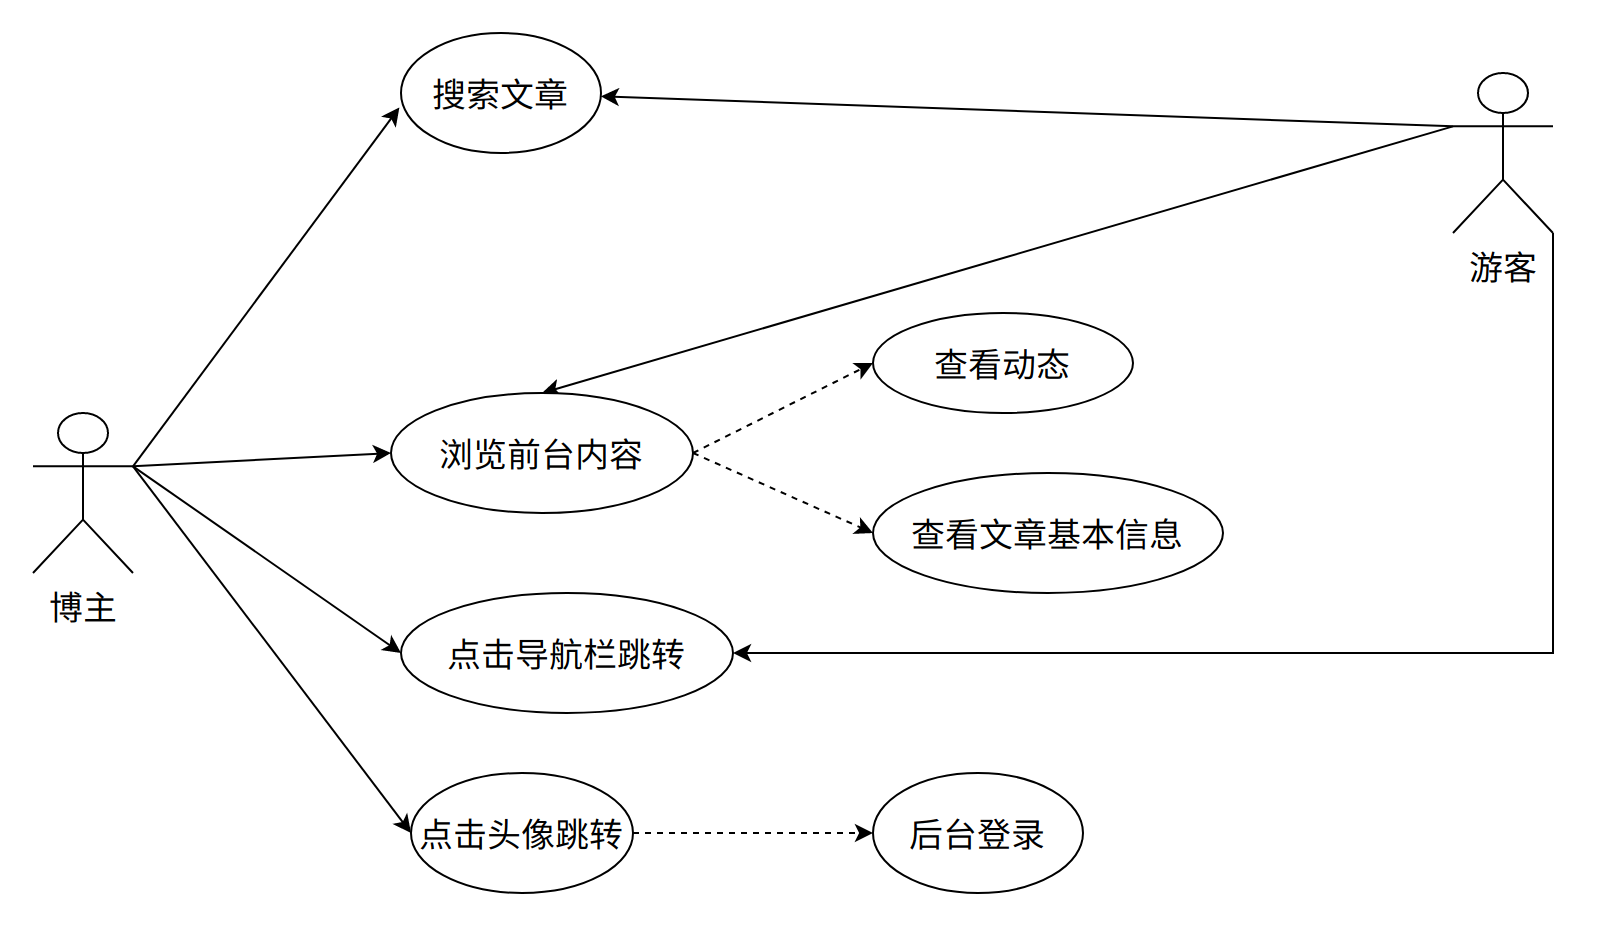 搜索文章
游客
查看动态
浏览前台内容
查看文章基本信息
博主
点击导航栏跳转
点击头像跳转
后台登录